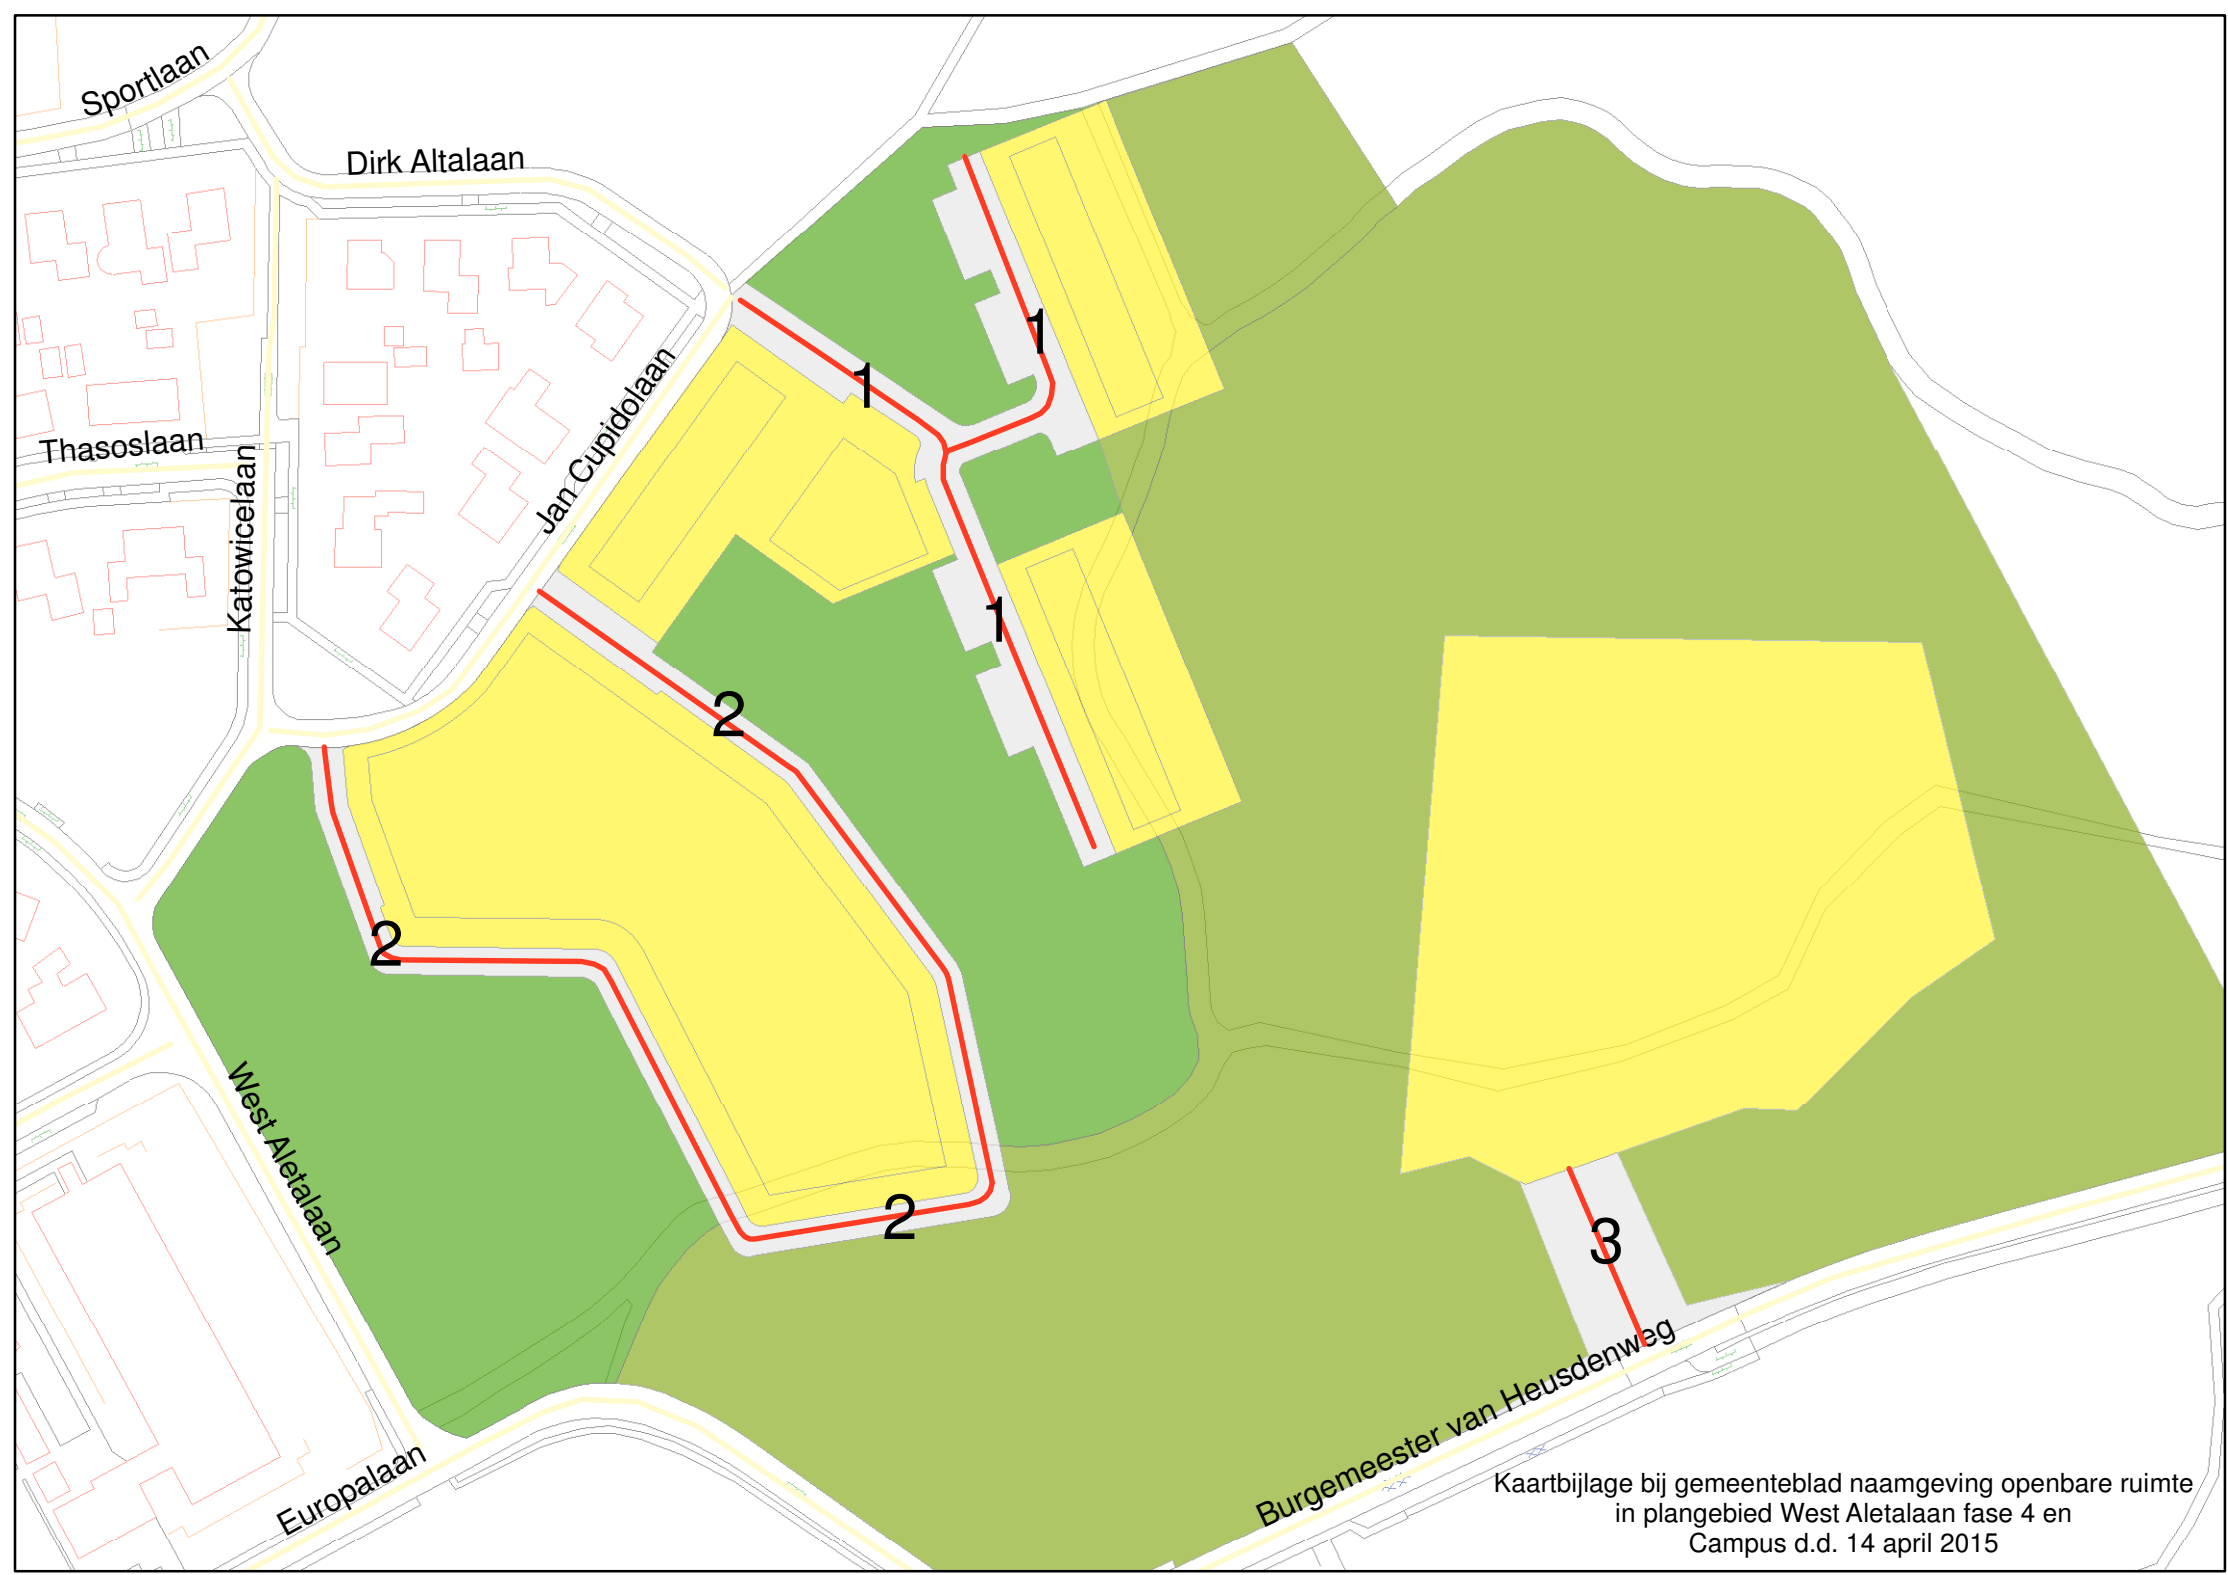 Sportlaan
Dirk Altalaan
1
1
Jan Cupidolaan
Thasoslaan
Katowicelaan
1
2
2
West Aletalaan
2
3
Burgemeester van Heusdenweg
Europalaan
Kaartbijlage bij gemeenteblad naamgeving openbare ruimte
in plangebied West Aletalaan fase 4 en
Campus d.d. 14 april 2015